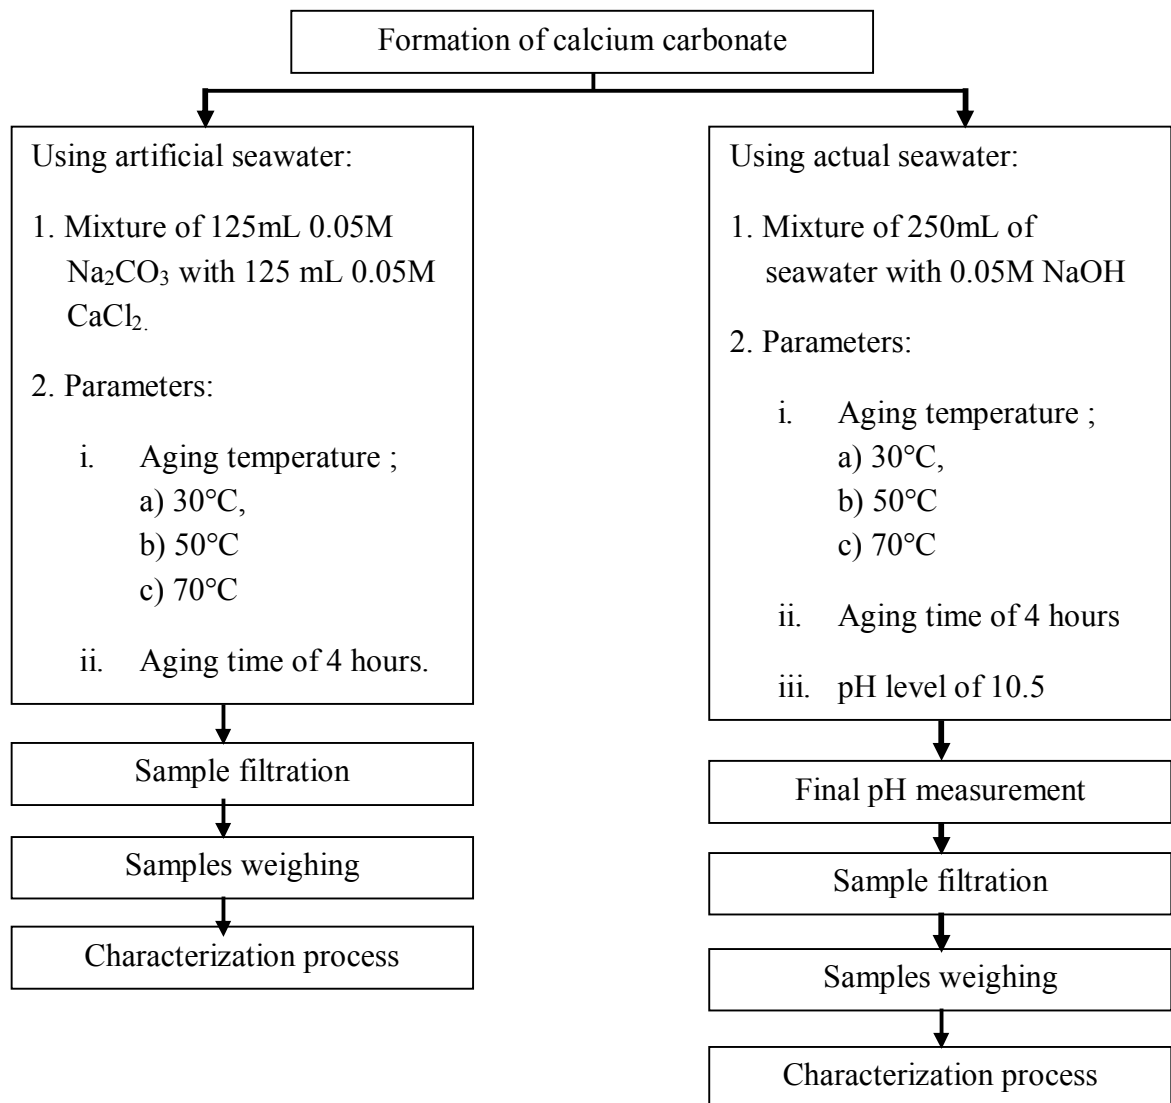 Formation of calcium carbonate
Using artificial seawater:
1. Mixture of 125mL 0.05M
Na₂CO₃ with 125 mL 0.05M
CaCl₂.
2. Parameters:
i. Aging temperature ;
a) 30°C,
b) 50°C
c) 70°C
ii. Aging time of 4 hours.
Sample filtration
Samples weighing
Characterization process
Using actual seawater:
1. Mixture of 250mL of
seawater with 0.05M NaOH
2. Parameters:
i. Aging temperature ;
a) 30°C,
b) 50°C
c) 70°C
ii. Aging time of 4 hours
iii. pH level of 10.5
Final pH measurement
Sample filtration
Samples weighing
Characterization process